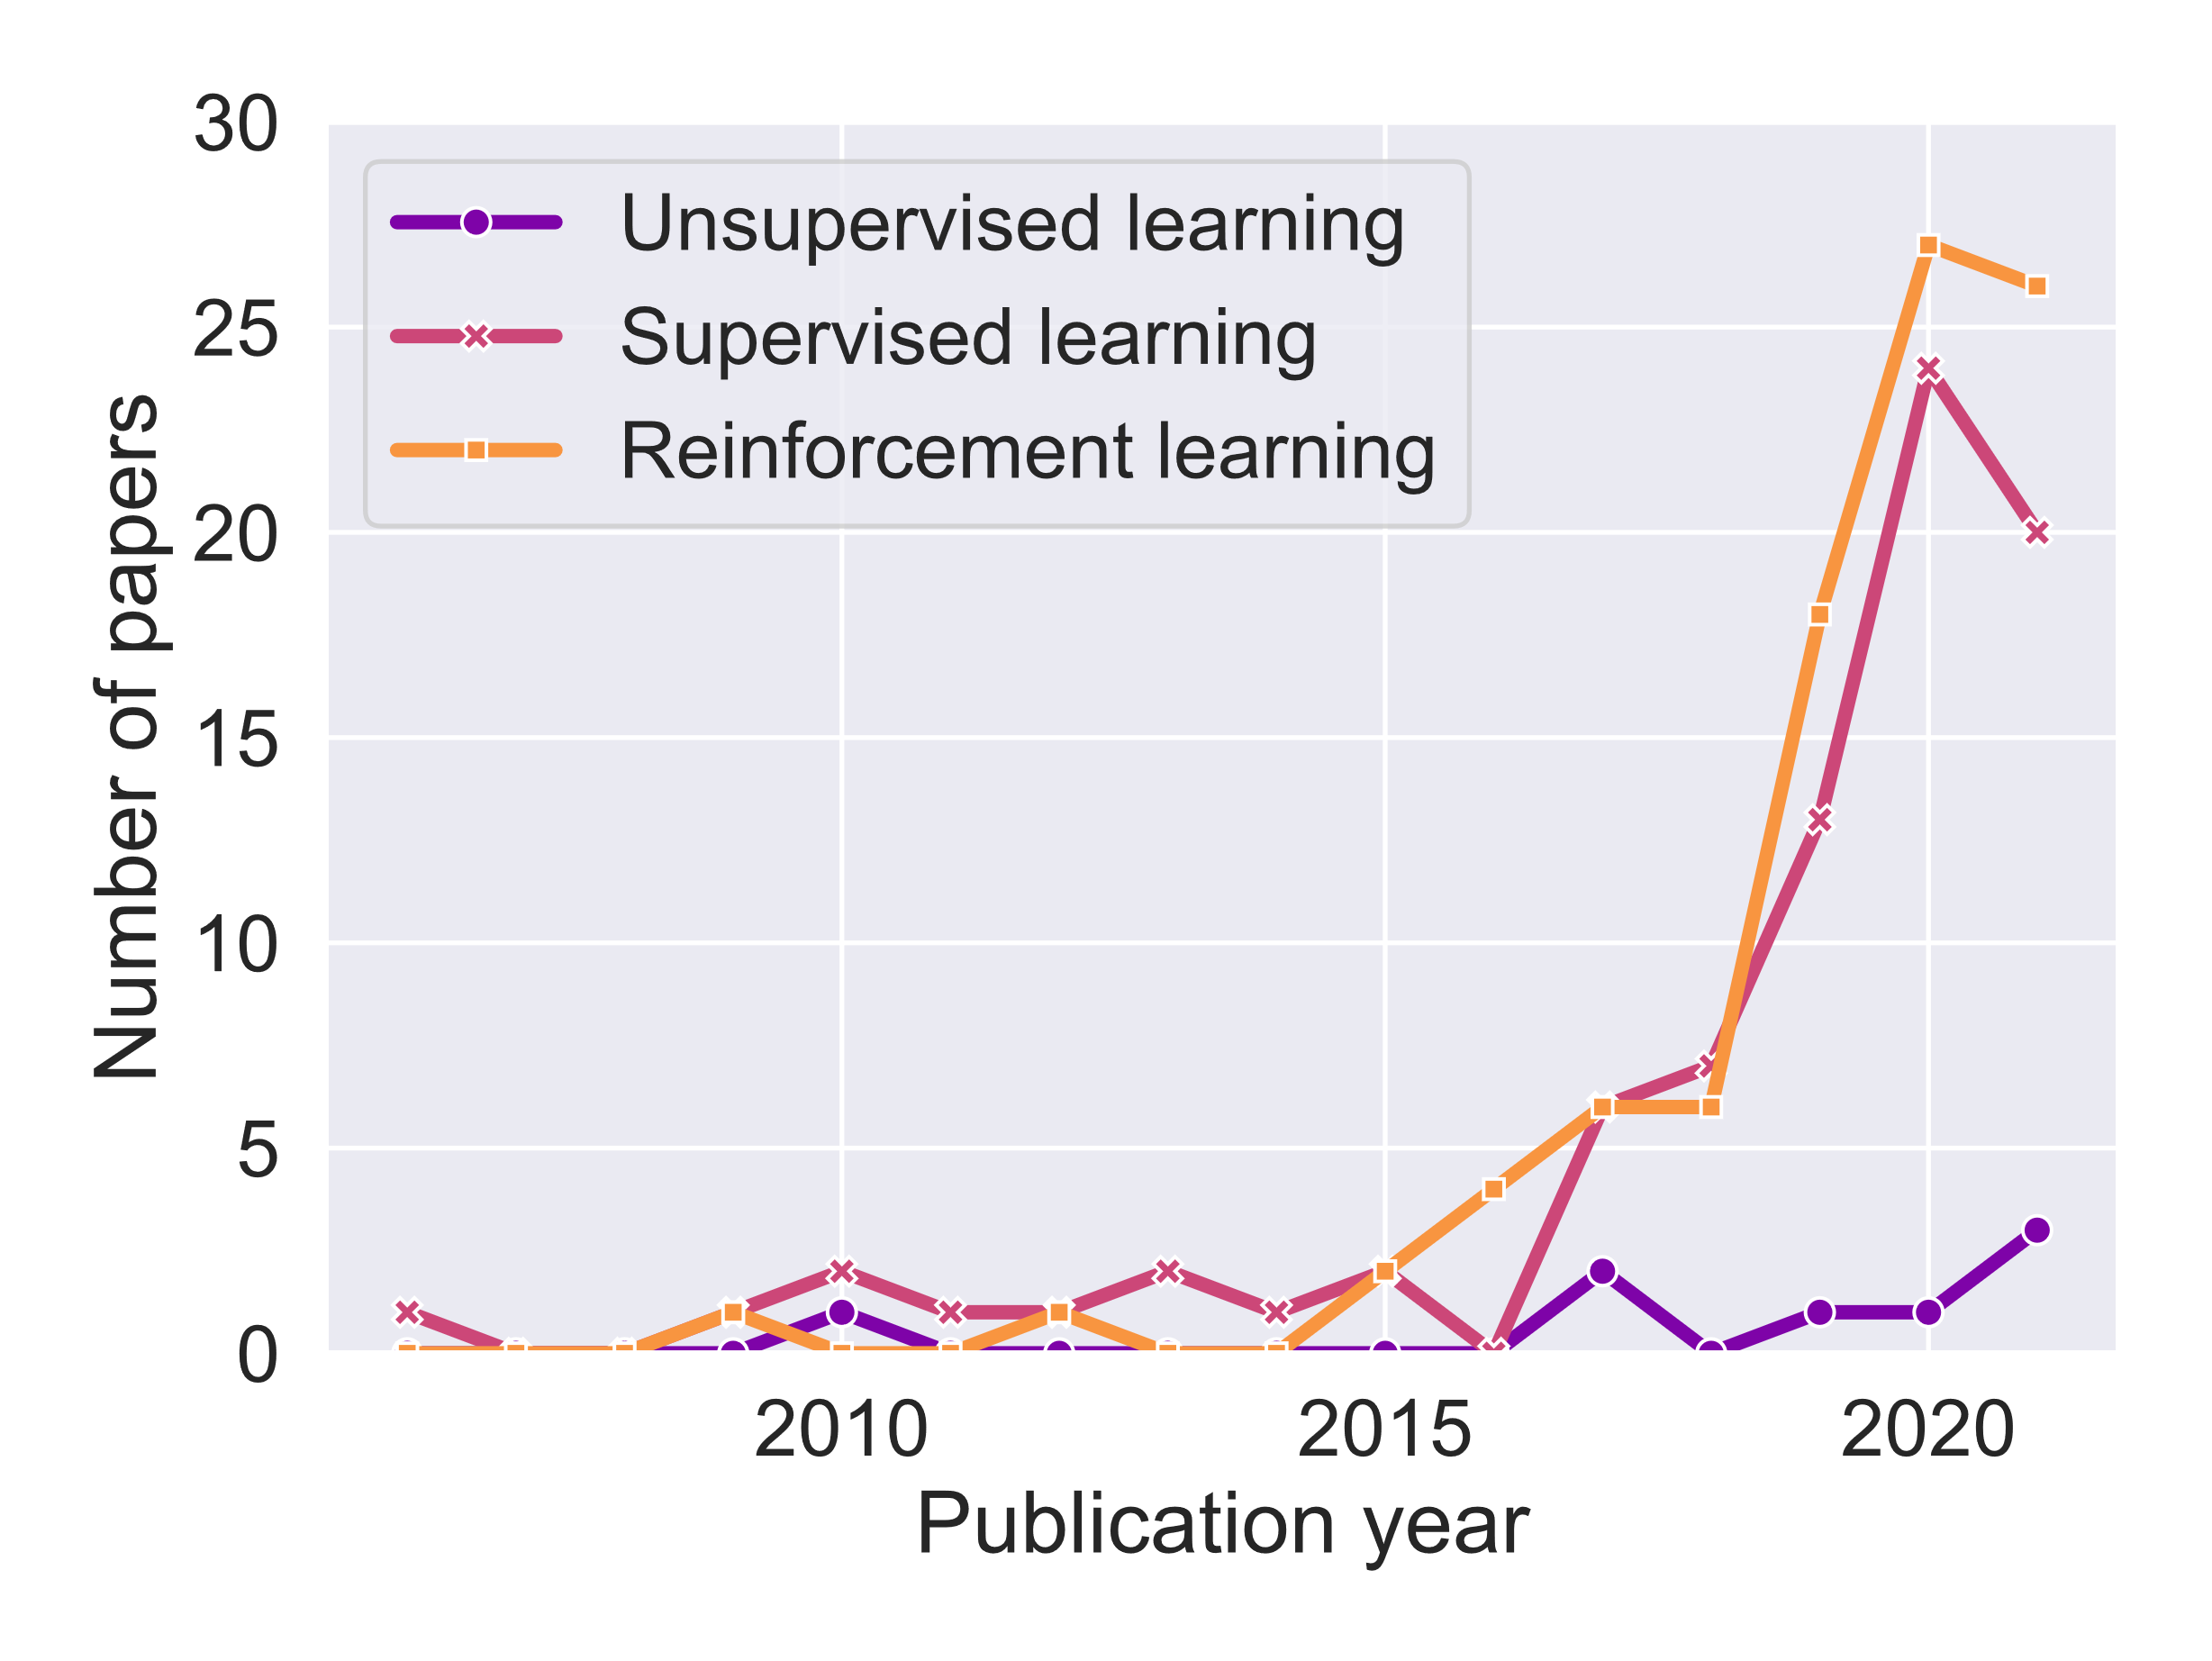 30
25
20
15
10
5
0
Number of papers
Unsupervised learning
Supervised learning
Reinforcement learning
2010
2015
2020
Publication year